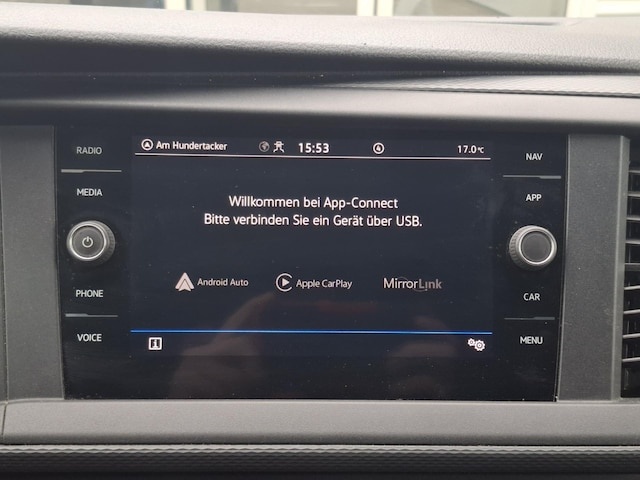 RADIO
MEDIA
PHONE
VOICE
Am Hundertacker 15:53 4 17.0°C
Willkommen bei App-Connect
Bitte verbinden Sie ein Gerät über USB.
Android Auto Apple CarPlay MirrorLink
NAV
APP
CAR
MENU